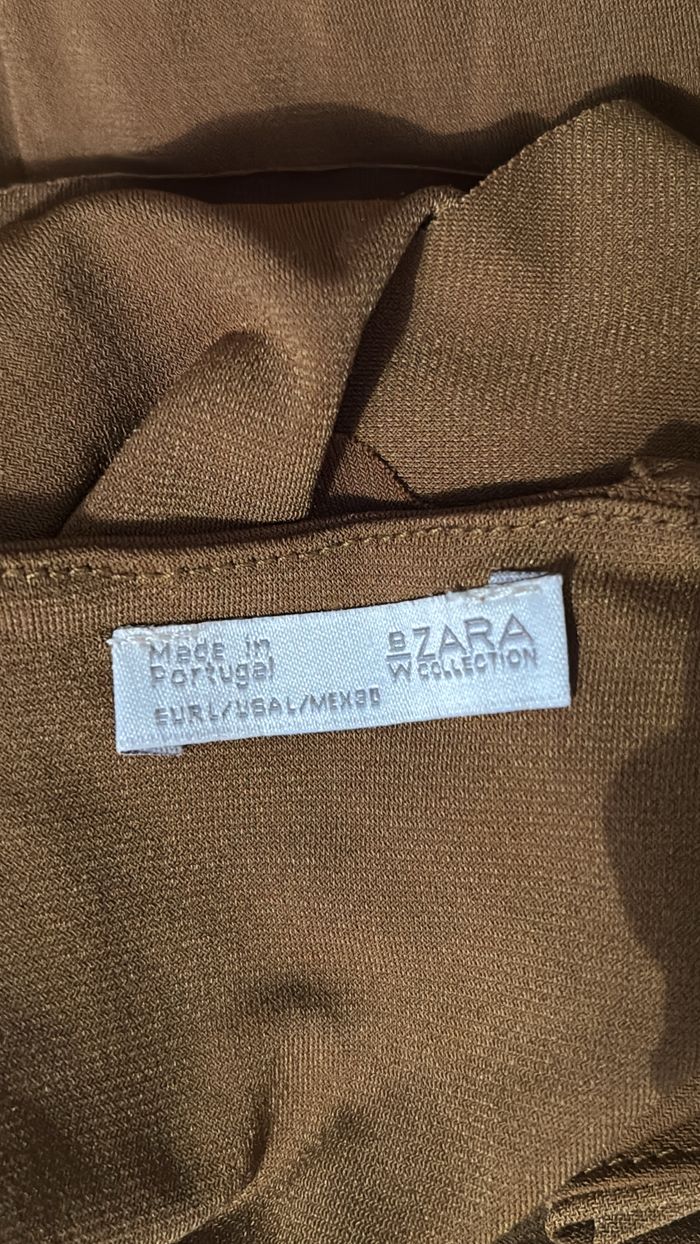 Made in
Portugal
EUR L/USA L/MEX 30
B/W ZARA
COLLECTION